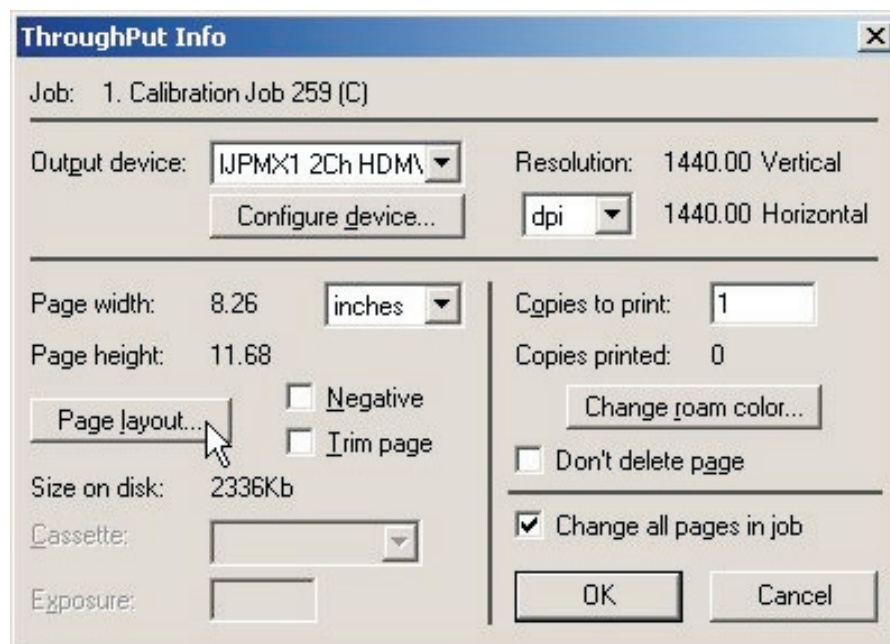 ThroughPut Info
Job: 1. Calibration Job 259 (C)
Output device: IJPMX1 2Ch HDMV
Configure device...
Resolution: 1440.00 Vertical
dpi 1440.00 Horizontal
Page width: 8.26 inches
Page height: 11.68
Page layout...
Negative
Trim page
Size on disk: 2336Kb
Cassette:
Exposure:
Copies to print: 1
Copies printed: 0
Change roam color...
Don't delete page
Change all pages in job
OK Cancel